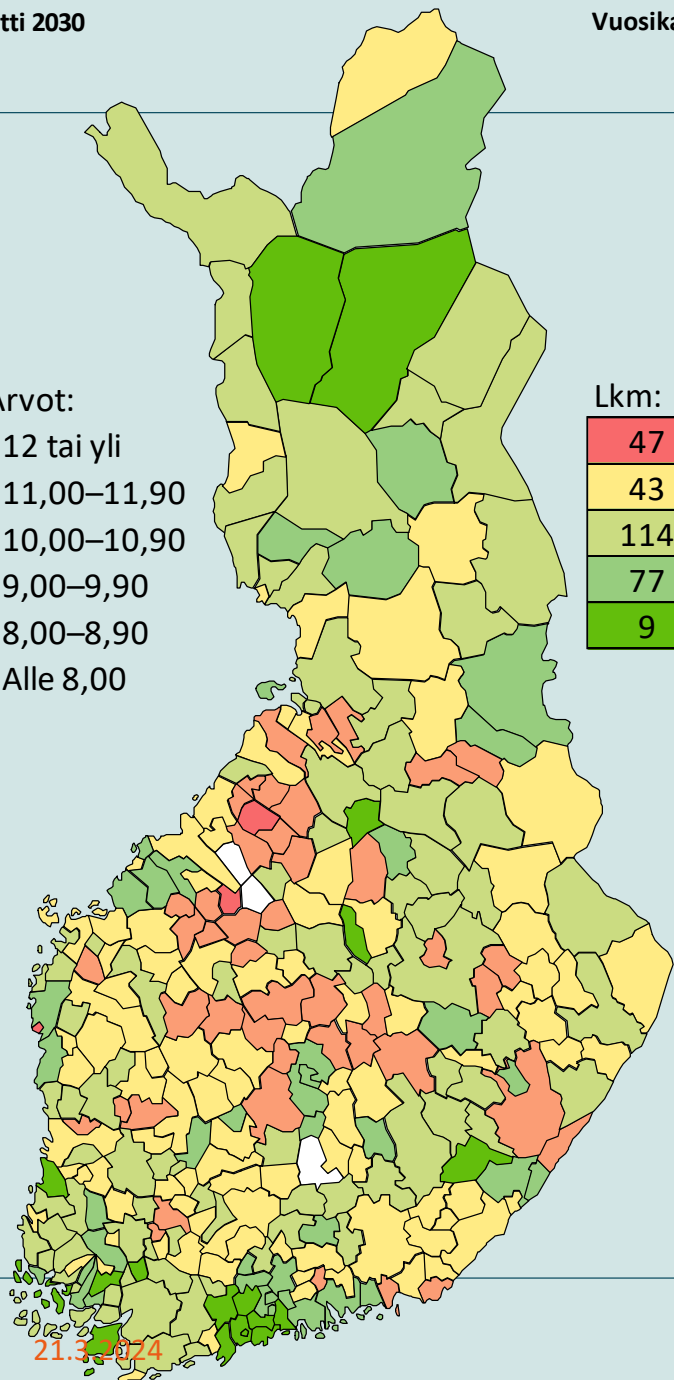 tti 2030
Vuosika
Arvot:
12 tai yli
11,00–11,90
10,00–10,90
9,00–9,90
8,00–8,90
Alle 8,00
Lkm:
47
43
114
77
9
21.3.2024